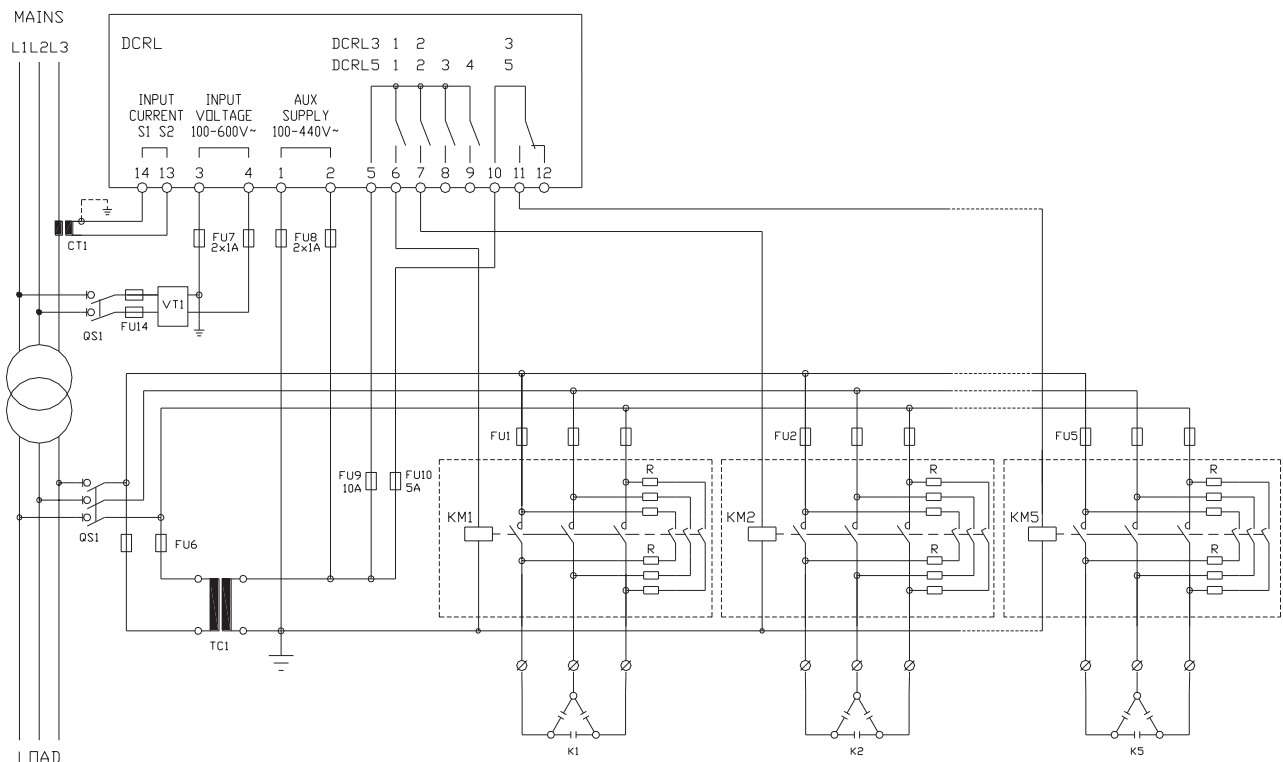 MAINS
L1L2L3
DCRL
DCRL3 1 2 3
DCRL5 1 2 3 4 5
INPUT CURRENT
S1 S2
INPUT VOLTAGE
100-600V~
AUX SUPPLY
100-440V~
14 13 3 4 1 2 5 6 7 8 9 10 11 12
CT1
FU7
2x1A
FU8
2x1A
VT1
FU14
QS1
FU1
FU2
FU5
FU9
10A
FU10
5A
R
R
R
KM1
KM2
KM5
QS1
FU6
R
R
R
TC1
K1
K2
K5
LOAD